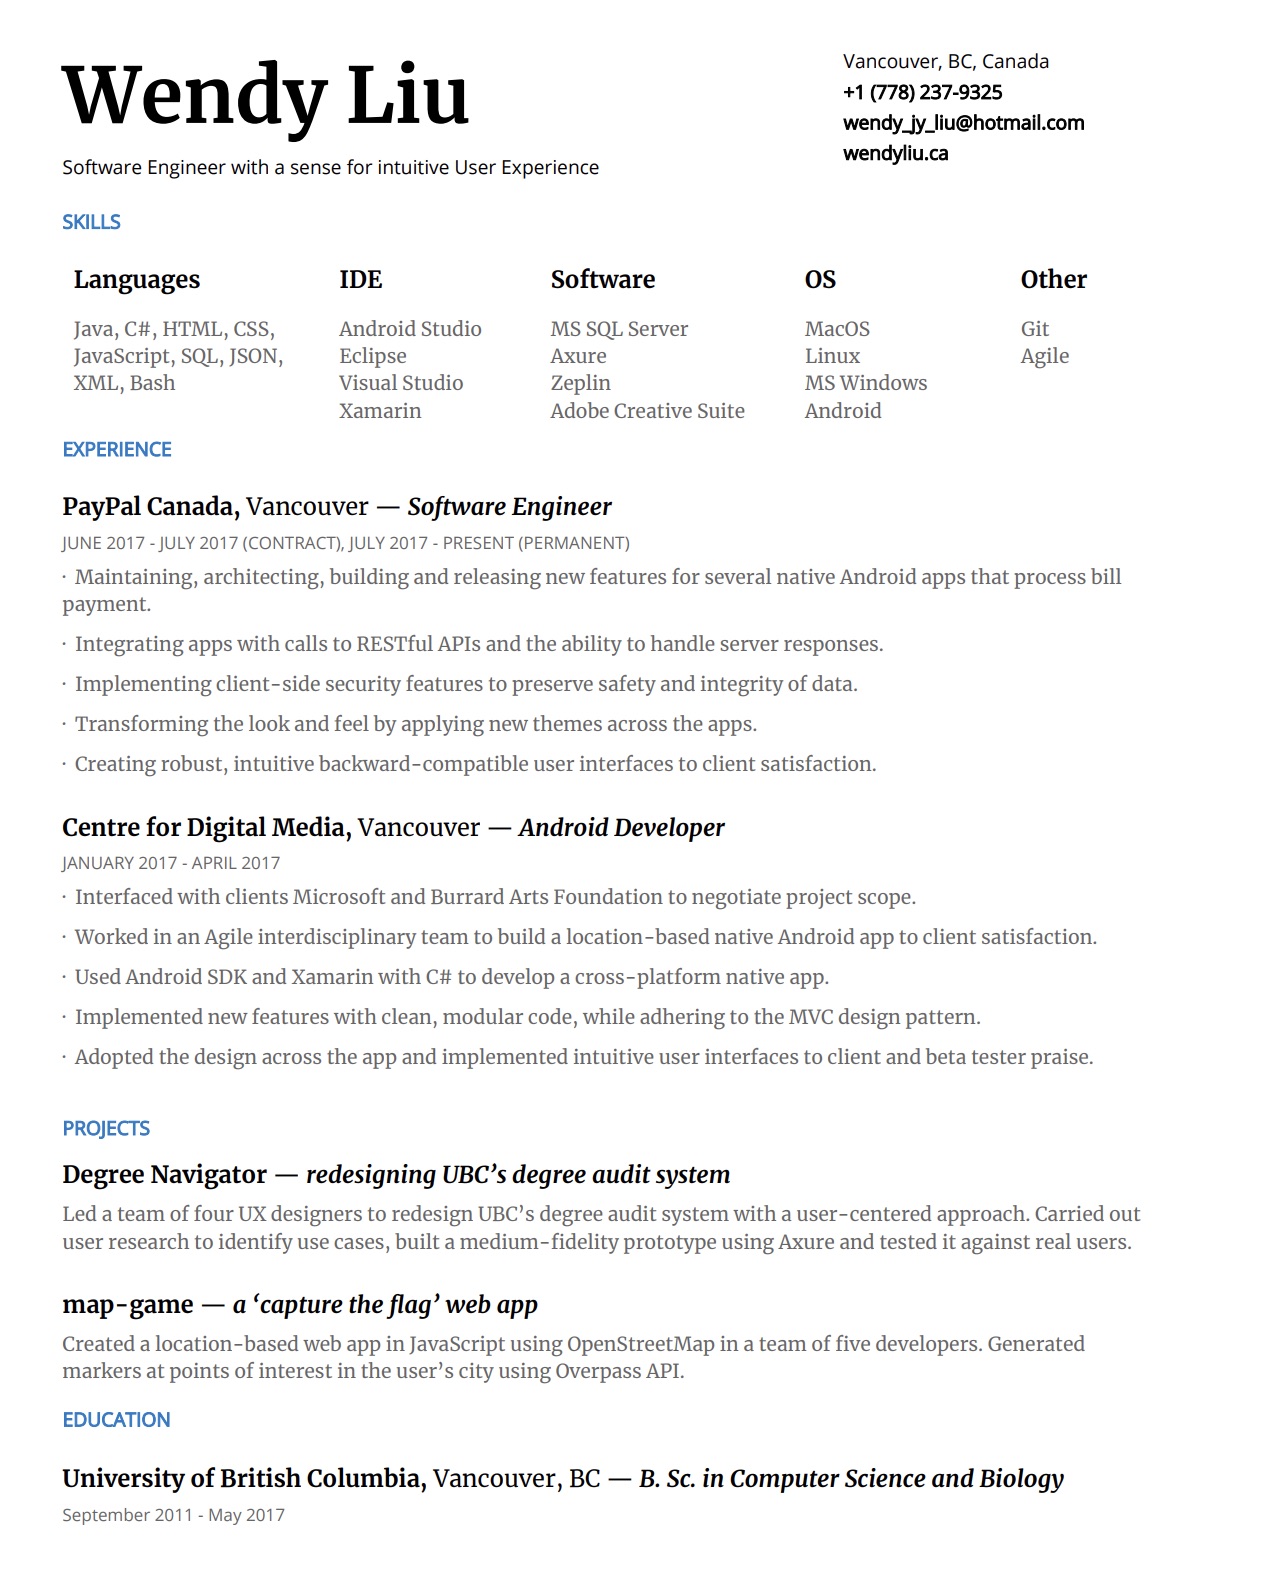 Wendy Liu
Software Engineer with a sense for intuitive User Experience
Vancouver, BC, Canada
+1 (778) 237-9325
wendy_jy_liu@hotmail.com
wendyliu.ca
SKILLS
Languages
Java, C#, HTML, CSS,
JavaScript, SQL, JSON,
XML, Bash
IDE
Android Studio
Eclipse
Visual Studio
Xamarin
Software
MS SQL Server
Axure
Zeplin
Adobe Creative Suite
OS
MacOS
Linux
MS Windows
Android
Other
Git
Agile
EXPERIENCE
PayPal Canada, Vancouver — Software Engineer
JUNE 2017 - JULY 2017 (CONTRACT), JULY 2017 - PRESENT (PERMANENT)
· Maintaining, architecting, building and releasing new features for several native Android apps that process bill
payment.
· Integrating apps with calls to RESTful APIs and the ability to handle server responses.
· Implementing client-side security features to preserve safety and integrity of data.
· Transforming the look and feel by applying new themes across the apps.
· Creating robust, intuitive backward-compatible user interfaces to client satisfaction.
Centre for Digital Media, Vancouver — Android Developer
JANUARY 2017 - APRIL 2017
· Interfaced with clients Microsoft and Burrard Arts Foundation to negotiate project scope.
· Worked in an Agile interdisciplinary team to build a location-based native Android app to client satisfaction.
· Used Android SDK and Xamarin with C# to develop a cross-platform native app.
· Implemented new features with clean, modular code, while adhering to the MVC design pattern.
· Adopted the design across the app and implemented intuitive user interfaces to client and beta tester praise.
PROJECTS
Degree Navigator — redesigning UBC’s degree audit system
Led a team of four UX designers to redesign UBC’s degree audit system with a user-centered approach. Carried out
user research to identify use cases, built a medium-fidelity prototype using Axure and tested it against real users.
map-game — a ‘capture the flag’ web app
Created a location-based web app in JavaScript using OpenStreetMap in a team of five developers. Generated
markers at points of interest in the user’s city using Overpass API.
EDUCATION
University of British Columbia, Vancouver, BC — B. Sc. in Computer Science and Biology
September 2011 - May 2017